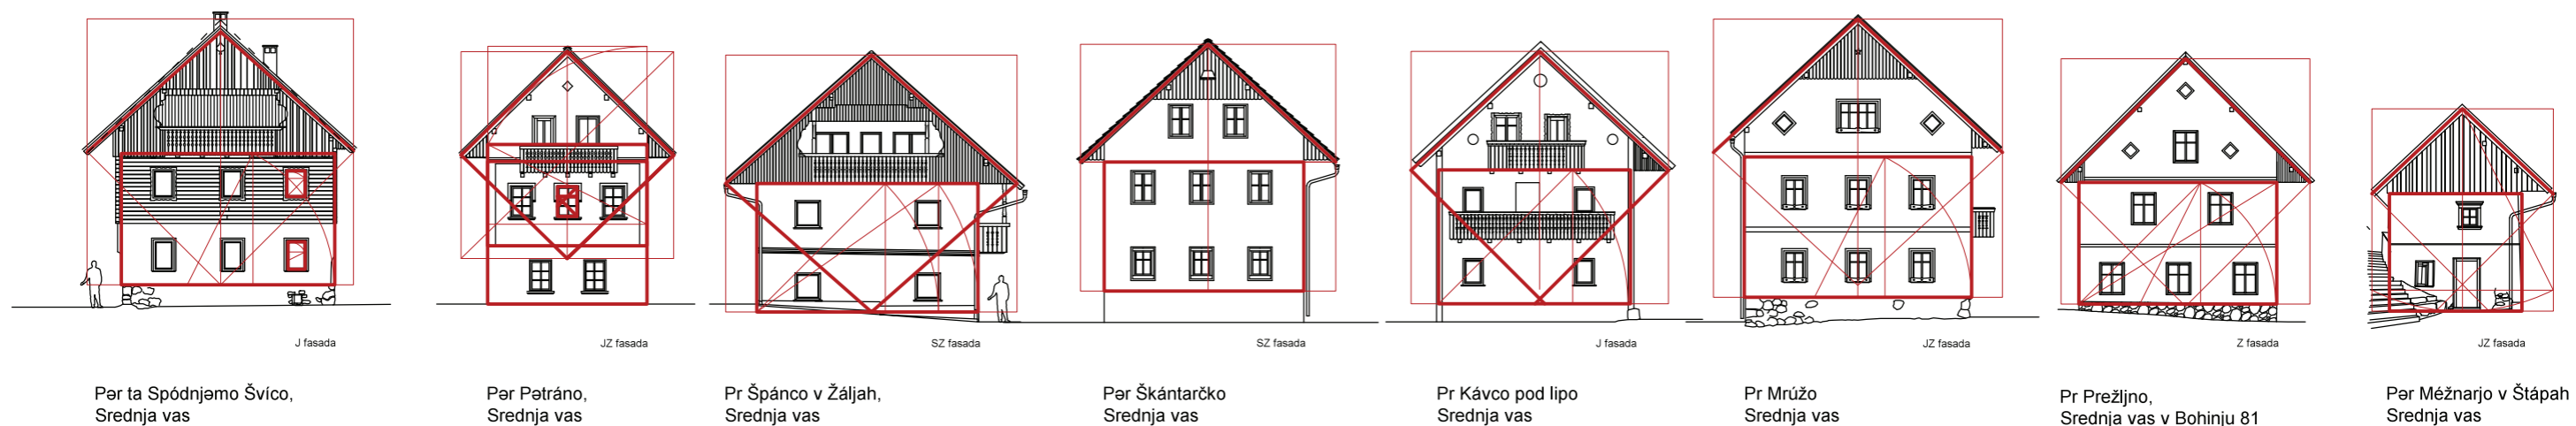 J fasada
JZ fasada
SZ fasada
SZ fasada
J fasada
JZ fasada
Z fasada
JZ fasada
Pər ta Spódnjəmo Švíco,
Srednja vas
Pər Pətráno,
Srednja vas
Pr Špánco v Žáljah,
Srednja vas
Pər Škántarčko
Srednja vas
Pr Kávco pod lipo
Srednja vas
Pr Mrúžo
Srednja vas
Pr Prežljno,
Srednja vas v Bohinju 81
Pər Méžnarjo v Štápah
Srednja vas